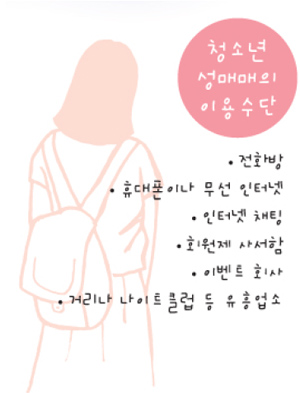 청소년
성매매의
이용수단
• 전화방
• 휴대폰이나 무선 인터넷
• 인터넷 채팅
• 회원제 사서함
• 이벤트 회사
• 거리나 나이트클럽 등 유흥업소